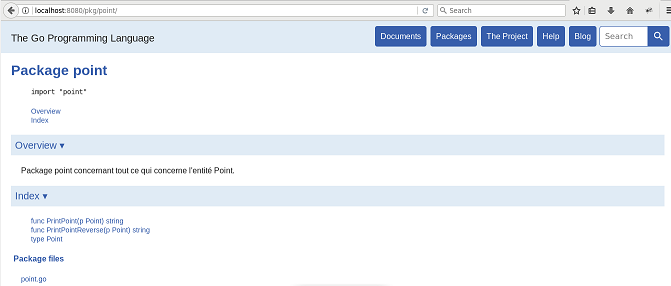 localhost:8080/pkg/point/
Search
The Go Programming Language
Documents
Packages
The Project
Help
Blog
Search
Package point
import "point"
Overview
Index
Overview ▾
Package point concernant tout ce qui concerne l'entité Point.
Index ▾
func PrintPoint(p Point) string
func PrintPointReverse(p Point) string
type Point
Package files
point.go